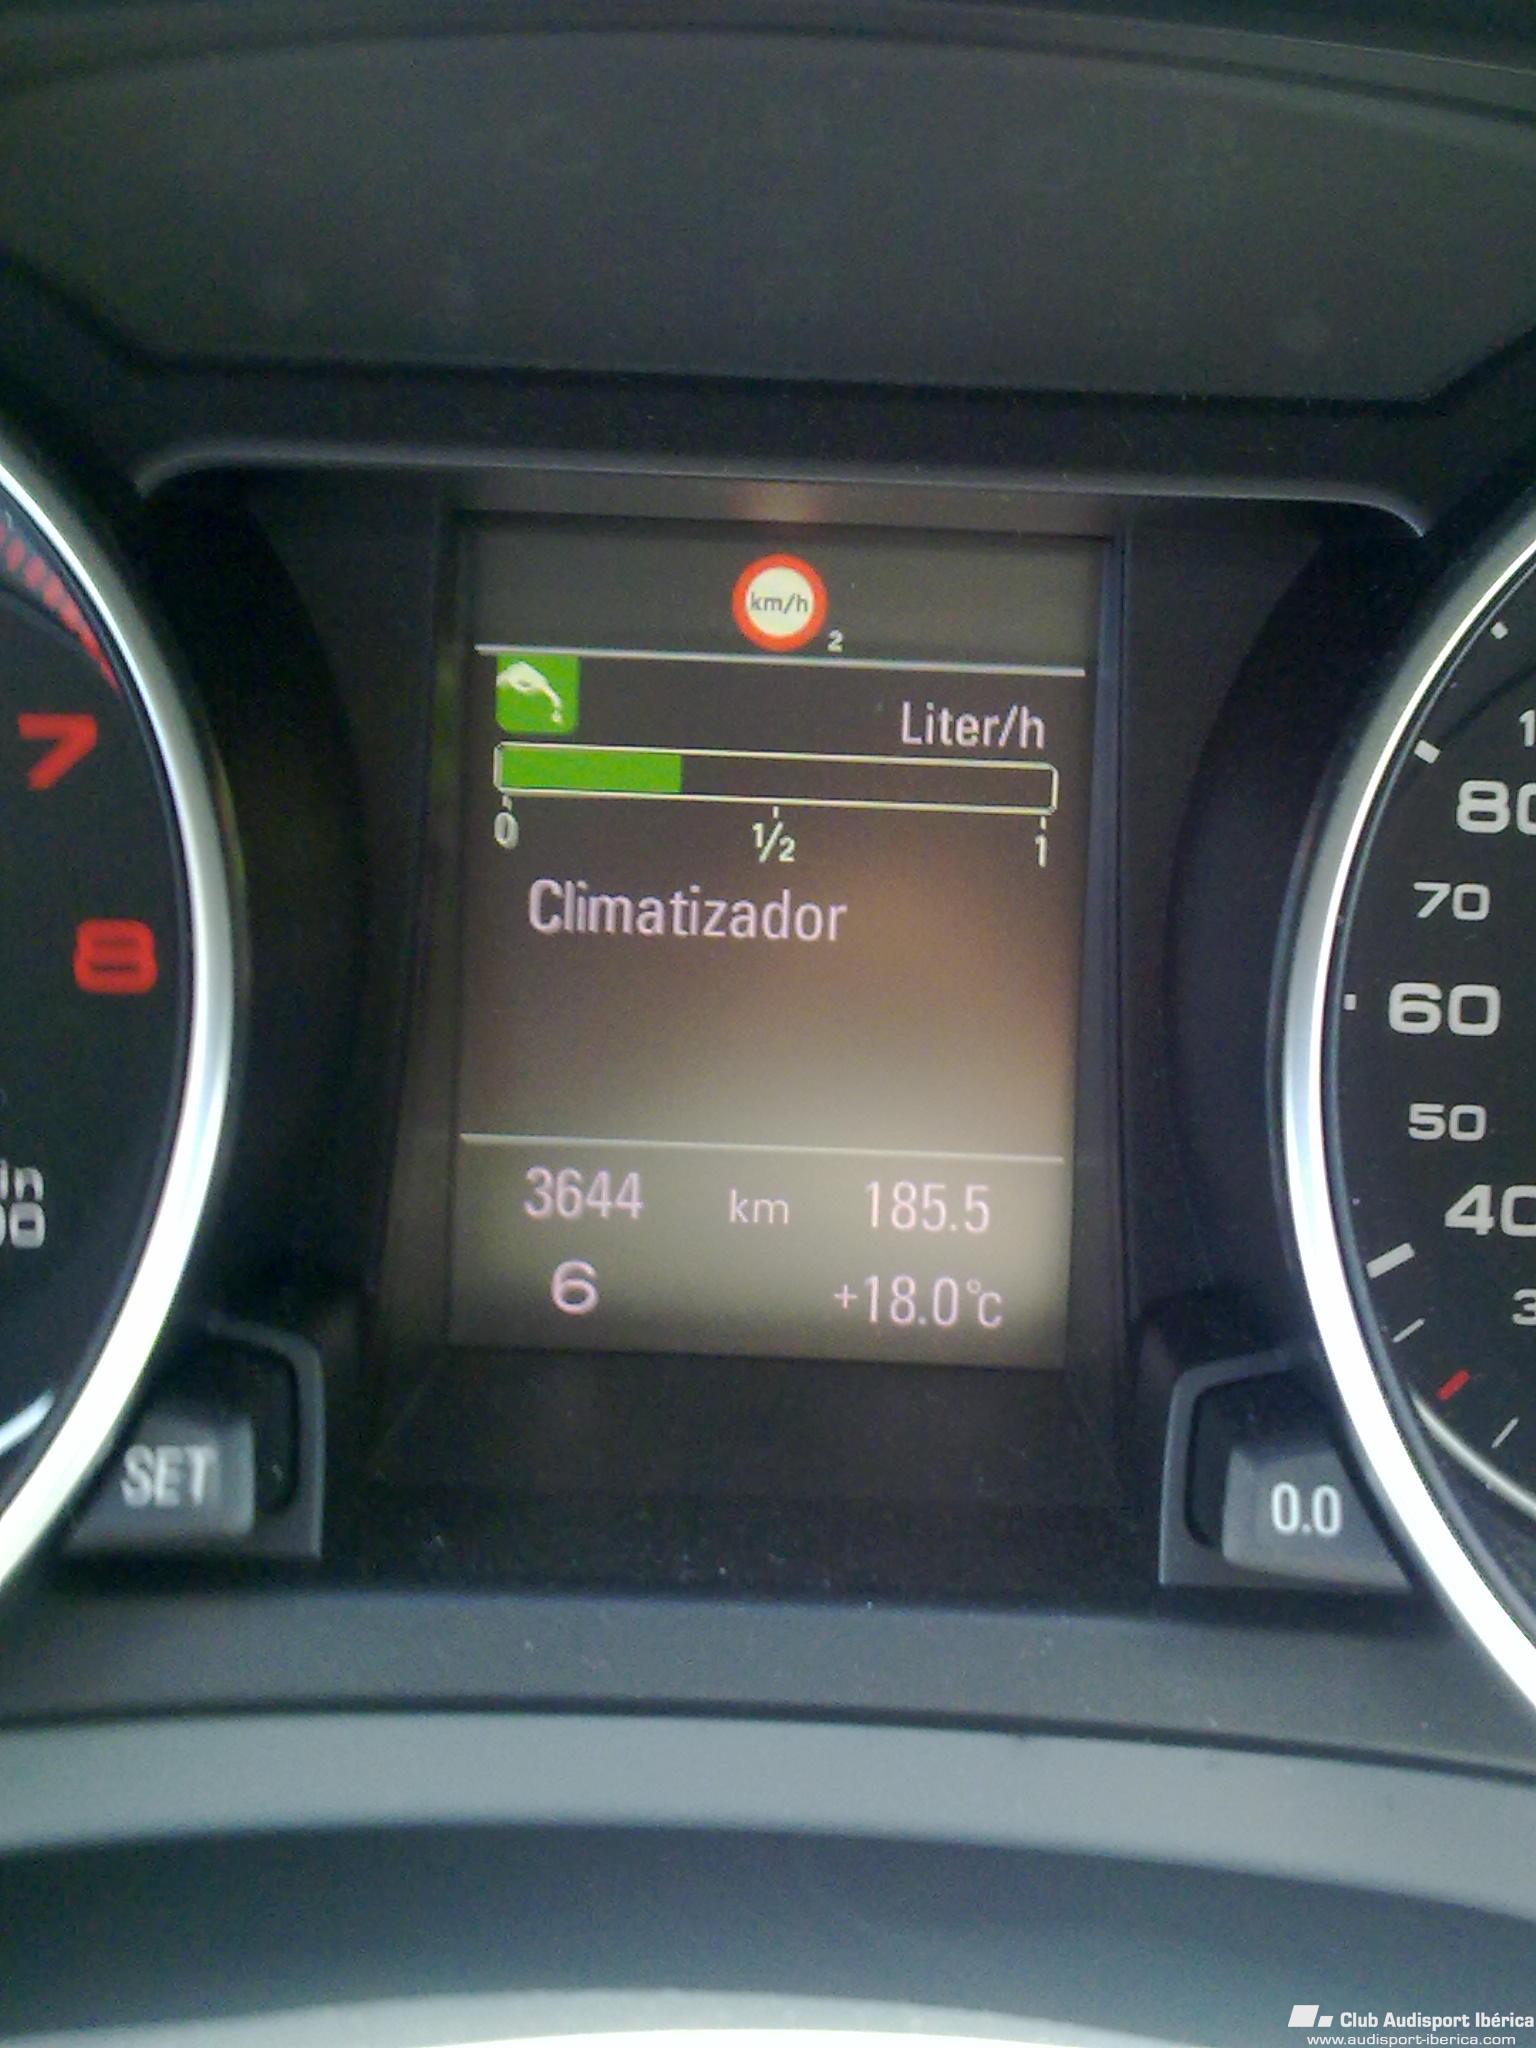 km/h
2
Liter/h
0 1/2 1
Climatizador
3644 km 185.5
6 +18.0°C
7
8
80
70
60
50
40
SET
0.0
Club Audisport Ibérica
www.audisport-iberica.com